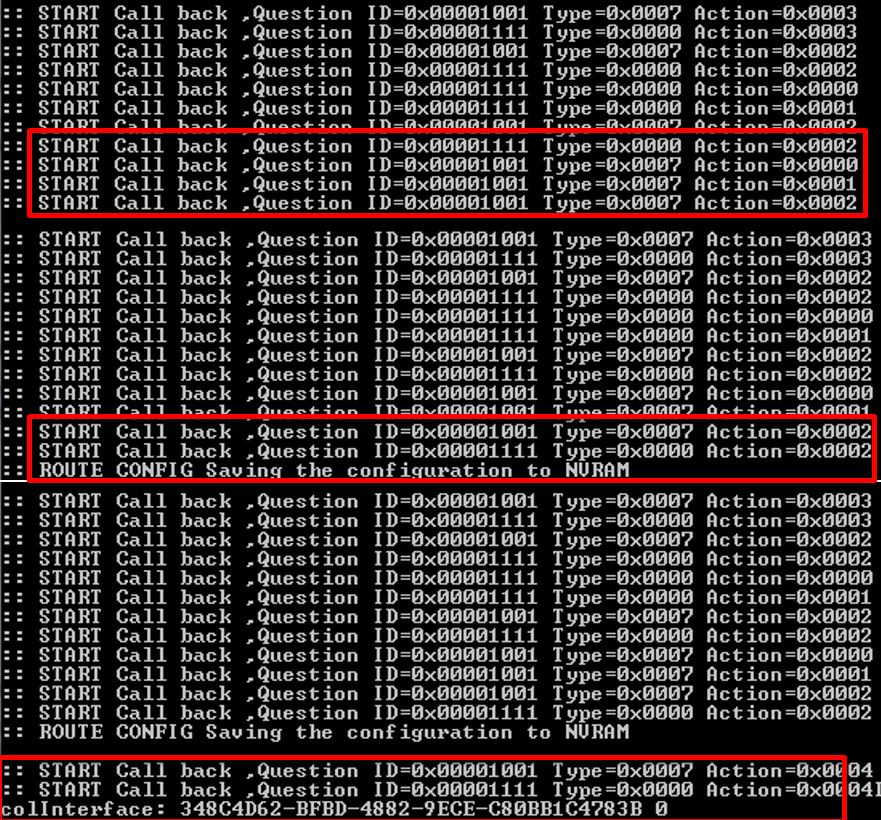 :: START Call back ,Question ID=0x00001001 Type=0x0007 Action=0x0003
:: START Call back ,Question ID=0x00001111 Type=0x0000 Action=0x0003
:: START Call back ,Question ID=0x00001001 Type=0x0007 Action=0x0002
:: START Call back ,Question ID=0x00001111 Type=0x0000 Action=0x0002
:: START Call back ,Question ID=0x00001111 Type=0x0000 Action=0x0000
:: START Call back ,Question ID=0x00001111 Type=0x0000 Action=0x0001
:: START Call back ,Question ID=0x00001001 Type=0x0007 Action=0x0002
:: START Call back ,Question ID=0x00001111 Type=0x0000 Action=0x0002
:: START Call back ,Question ID=0x00001001 Type=0x0007 Action=0x0000
:: START Call back ,Question ID=0x00001001 Type=0x0007 Action=0x0001
:: START Call back ,Question ID=0x00001001 Type=0x0007 Action=0x0002
:: START Call back ,Question ID=0x00001001 Type=0x0007 Action=0x0003
:: START Call back ,Question ID=0x00001111 Type=0x0000 Action=0x0003
:: START Call back ,Question ID=0x00001001 Type=0x0007 Action=0x0002
:: START Call back ,Question ID=0x00001111 Type=0x0000 Action=0x0002
:: START Call back ,Question ID=0x00001111 Type=0x0000 Action=0x0000
:: START Call back ,Question ID=0x00001111 Type=0x0000 Action=0x0001
:: START Call back ,Question ID=0x00001001 Type=0x0007 Action=0x0002
:: START Call back ,Question ID=0x00001111 Type=0x0000 Action=0x0002
:: START Call back ,Question ID=0x00001001 Type=0x0007 Action=0x0000
:: START Call back ,Question ID=0x00001001 Type=0x0007 Action=0x0001
:: START Call back ,Question ID=0x00001001 Type=0x0007 Action=0x0002
:: START Call back ,Question ID=0x00001111 Type=0x0000 Action=0x0002
:: ROUTE CONFIG Saving the configuration to NVRAM
:: START Call back ,Question ID=0x00001001 Type=0x0007 Action=0x0003
:: START Call back ,Question ID=0x00001111 Type=0x0000 Action=0x0003
:: START Call back ,Question ID=0x00001001 Type=0x0007 Action=0x0002
:: START Call back ,Question ID=0x00001111 Type=0x0000 Action=0x0002
:: START Call back ,Question ID=0x00001111 Type=0x0000 Action=0x0000
:: START Call back ,Question ID=0x00001111 Type=0x0000 Action=0x0001
:: START Call back ,Question ID=0x00001001 Type=0x0007 Action=0x0002
:: START Call back ,Question ID=0x00001111 Type=0x0000 Action=0x0002
:: START Call back ,Question ID=0x00001001 Type=0x0007 Action=0x0000
:: START Call back ,Question ID=0x00001001 Type=0x0007 Action=0x0001
:: START Call back ,Question ID=0x00001001 Type=0x0007 Action=0x0002
:: START Call back ,Question ID=0x00001111 Type=0x0000 Action=0x0002
:: ROUTE CONFIG Saving the configuration to NVRAM
:: START Call back ,Question ID=0x00001001 Type=0x0007 Action=0x0004
:: START Call back ,Question ID=0x00001111 Type=0x0000 Action=0x0004I
colInterface: 348C4D62-BFBD-4882-9ECE-C80BB1C4783B 0